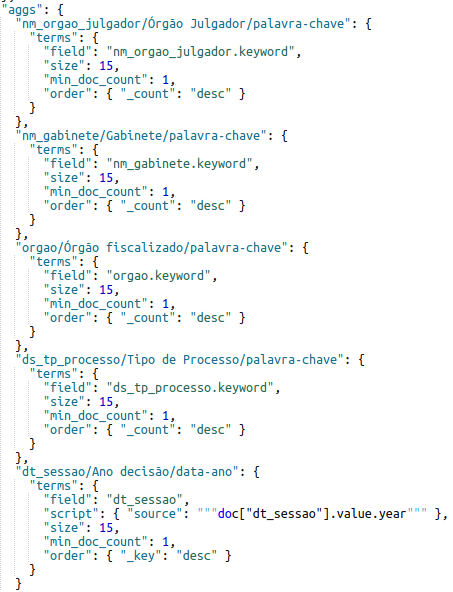 "aggs": {
"nm_orgao_julgador/Órgão Julgador/palavra-chave": {
"terms": {
"field": "nm_orgao_julgador.keyword",
"size": 15,
"min_doc_count": 1,
"order": { "_count": "desc" }
}
},
"nm_gabinete/Gabinete/palavra-chave": {
"terms": {
"field": "nm_gabinete.keyword",
"size": 15,
"min_doc_count": 1,
"order": { "_count": "desc" }
}
},
"orgao/Órgão fiscalizado/palavra-chave": {
"terms": {
"field": "orgao.keyword",
"size": 15,
"min_doc_count": 1,
"order": { "_count": "desc" }
}
},
"ds_tp_processo/Tipo de Processo/palavra-chave": {
"terms": {
"field": "ds_tp_processo.keyword",
"size": 15,
"min_doc_count": 1,
"order": { "_count": "desc" }
}
},
"dt_sessao/Ano decisão/data-ano": {
"terms": {
"field": "dt_sessao",
"script": { "source": """doc["dt_sessao"].value.year""" },
"size": 15,
"min_doc_count": 1,
"order": { "_key": "desc" }
}
}